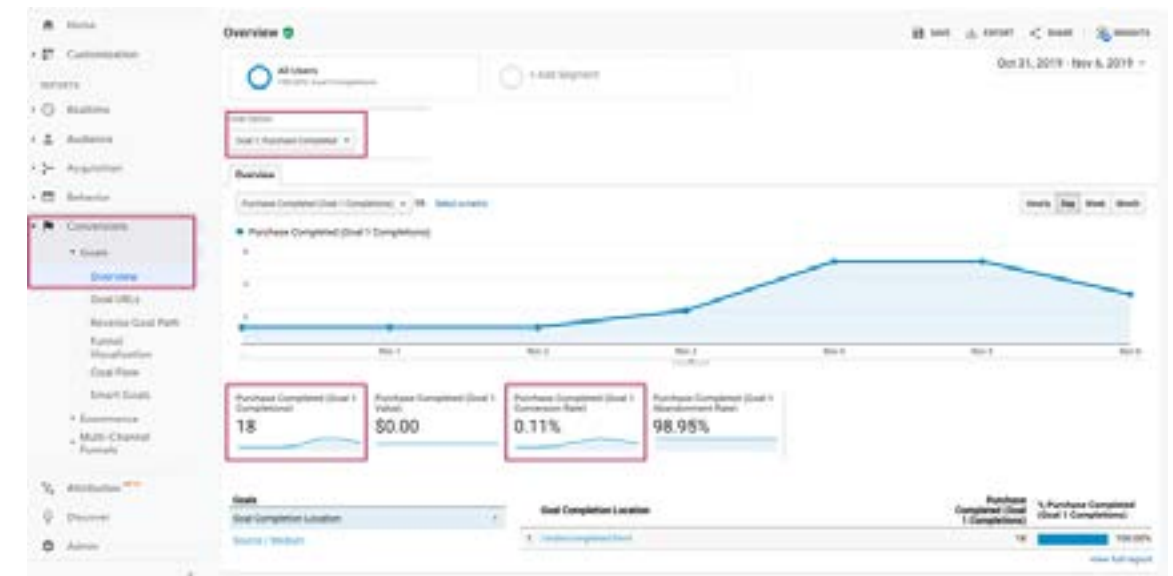 Home
Customization
REPORTS
Realtime
Audience
Acquisition
Behavior
Conversions
Goals
Overview
Goal URLs
Reverse Goal Path
Funnel
Visualization
Goal Flow
Smart Goals
Ecommerce
Multi-Channel
Funnels
Attribution BETA
Discover
Admin
Overview
SAVE
EXPORT
SHARE
INSIGHTS
Oct 31, 2019 - Nov 6, 2019
All Users
+ Add Segment
Goal Option:
Goal 1: Purchase Completed
Overview
Purchase Completed (Goal 1 Completions)
VS.
Select a metric
Hourly
Day
Week
Month
Purchase Completed (Goal 1 Completions)
Nov 1
Nov 2
Nov 3
Nov 4
Nov 5
Nov 6
Purchase Completed (Goal 1
Completions)
18
Purchase Completed (Goal 1
Value)
$0.00
Purchase Completed (Goal 1
Conversion Rate)
0.11%
Purchase Completed (Goal 1
Abandonment Rate)
98.95%
Goals
Goal Completion Location
Source / Medium
Goal Completion Location
Purchase
Completed (Goal
1 Completions)
% Purchase Completed
(Goal 1 Completions)
1.
18
100.00%
view full report